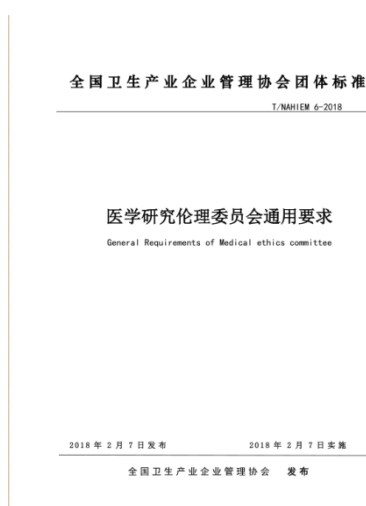 全国卫生产业企业管理协会团体标准
T/NAHIEM 6-2018
医学研究伦理委员会通用要求
General Requirements of Medical ethics committee
2018 年 2 月 7 日发布 2018 年 2 月 7 日实施
全国卫生产业企业管理协会 发布